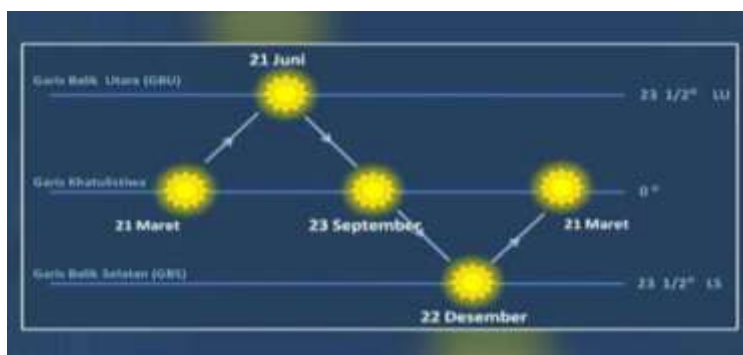 21 Juni
Garis Balik Utara (GBU)
23 1/2° LU
Garis Khatulistiwa
0 °
21 Maret
23 September
21 Maret
Garis Balik Selatan (GBS)
23 1/2° LS
22 Desember